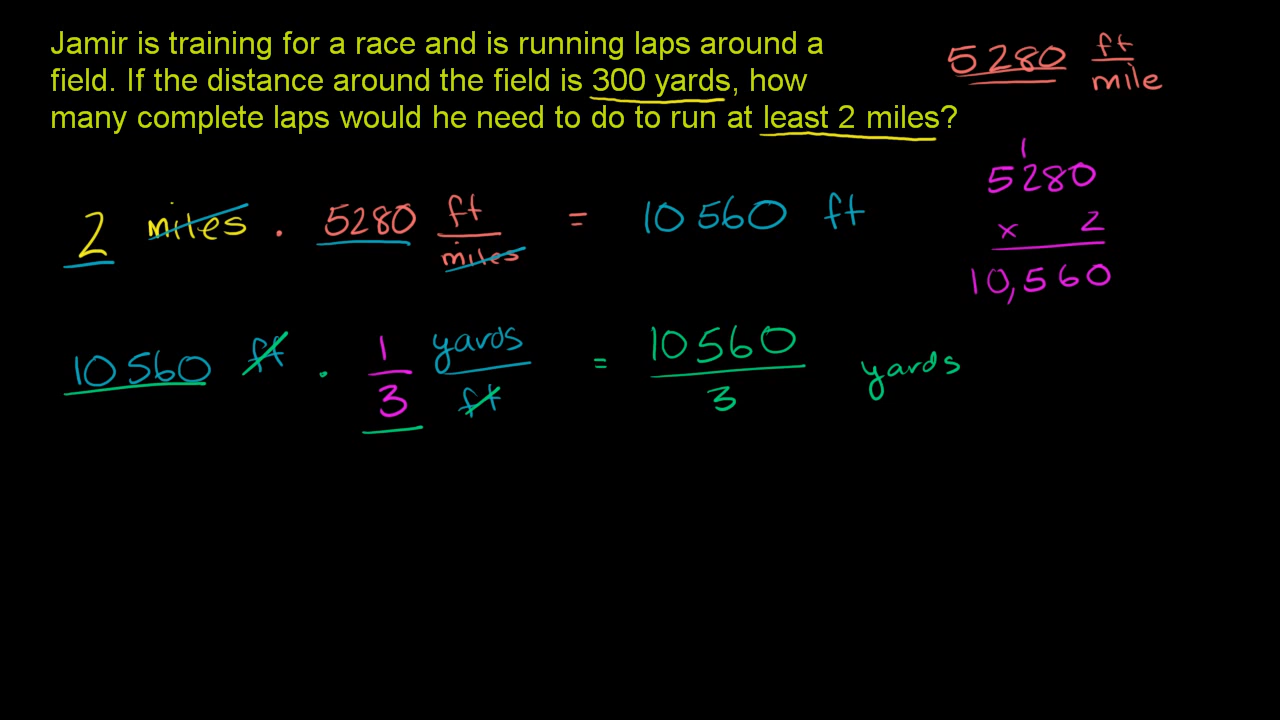 Jamir is training for a race and is running laps around a
field. If the distance around the field is 300 yards, how
many complete laps would he need to do to run at least 2 miles?
5280 ft/mile
1
5280
x 2
10,560
2 miles · 5280 ft/miles = 10560 ft
10560 ft · 1/3 yards/ft = 10560/3 yards